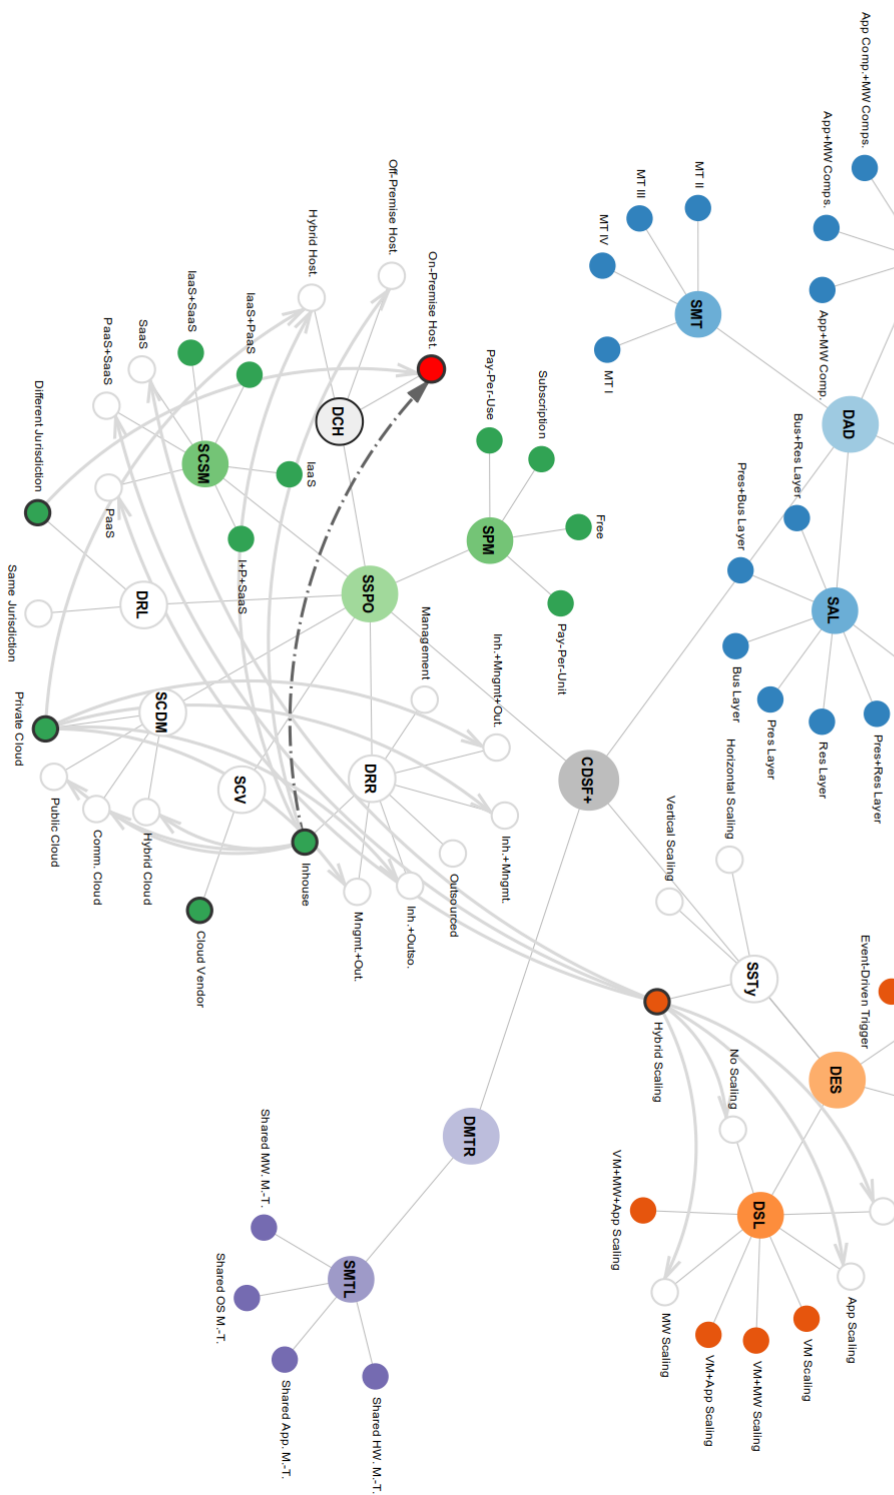 App Comp.+MW Comps.
App+MW Comps.
App+MW Comp.
MT II
MT III
MT IV
MT I
SMT
DAD
Off-Premise Host.
Hybrid Host.
On-Premise Host.
IaaS+SaaS
IaaS+PaaS
SaaS
PaaS+SaaS
Different Jurisdiction
DCH
SCSM
IaaS
PaaS
I+P+SaaS
Pay-Per-Use
Subscription
Free
Pay-Per-Unit
SPM
SSPO
Bus+Res Layer
Pres+Bus Layer
SAL
Bus Layer
Pres Layer
Res Layer
Pres+Res Layer
DRL
Same Jurisdiction
Management
Inh.+Mngmt+Out.
SCDM
Private Cloud
Public Cloud
Comm. Cloud
Hybrid Cloud
SCV
DRR
CDSF+
Inhouse
Cloud Vendor
Mngmt.+Out.
Inh.+Outso.
Outsourced
Inh.+Mngmt.
Horizontal Scaling
Vertical Scaling
SSTy
Event-Driven Trigger
Hybrid Scaling
No Scaling
DES
DMTR
DSL
VM+MW+App Scaling
MW Scaling
VM+App Scaling
VM+MW Scaling
VM Scaling
App Scaling
Shared MW. M.-T.
Shared OS M.-T.
SMTL
Shared App. M.-T.
Shared HW. M.-T.